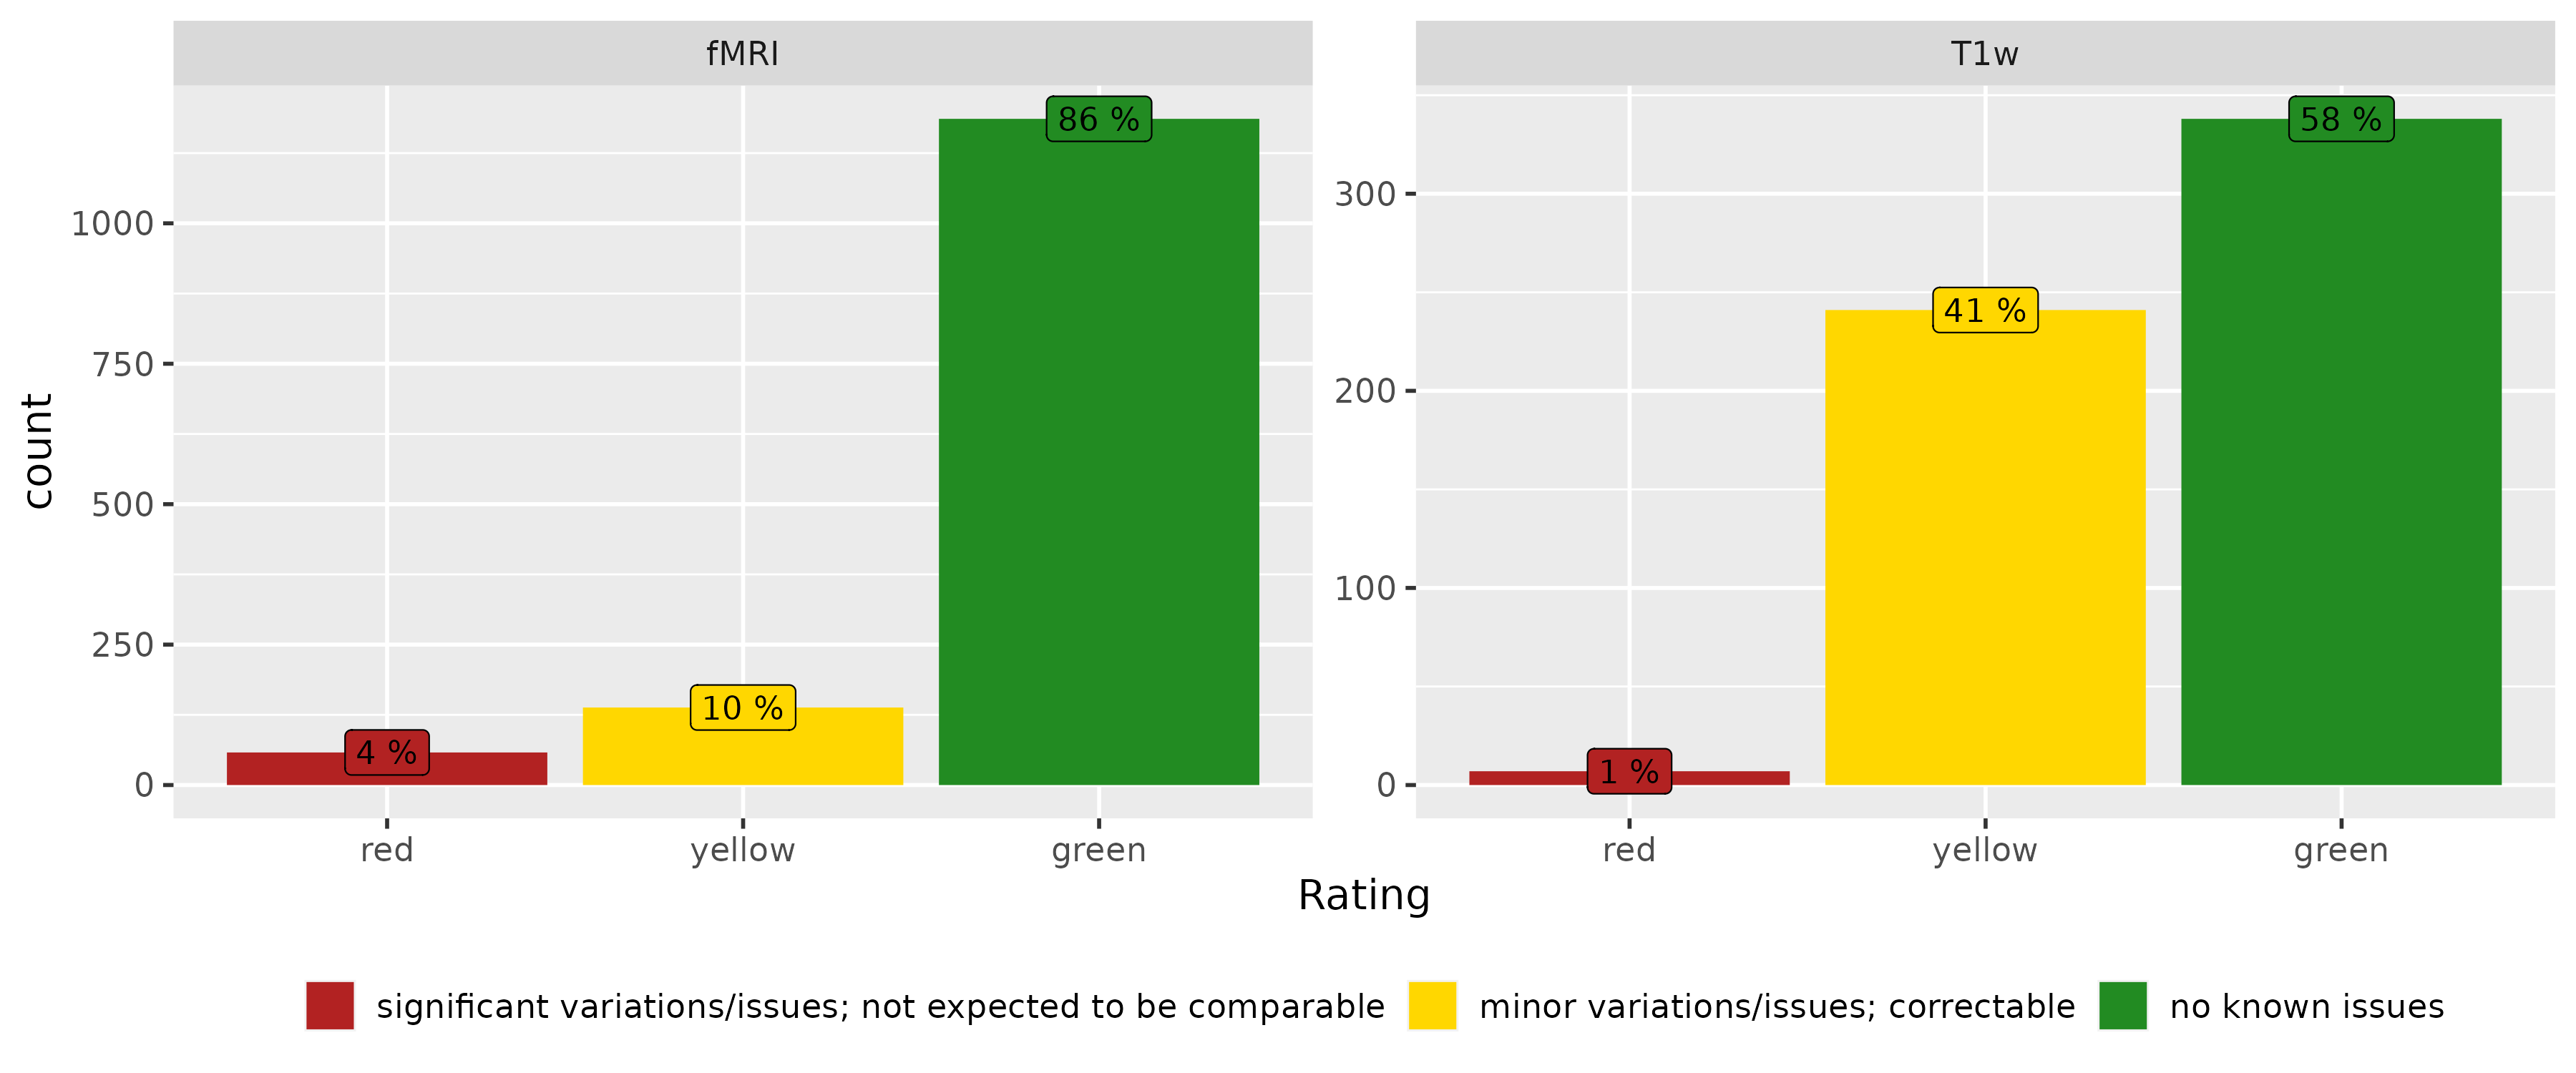 fMRI
T1w
86 %
58 %
1000
300
41 %
750
200
count
500
100
250
10 %
4 %
1 %
0
0
red
yellow
green
red
yellow
green
Rating
significant variations/issues; not expected to be comparable
minor variations/issues; correctable
no known issues